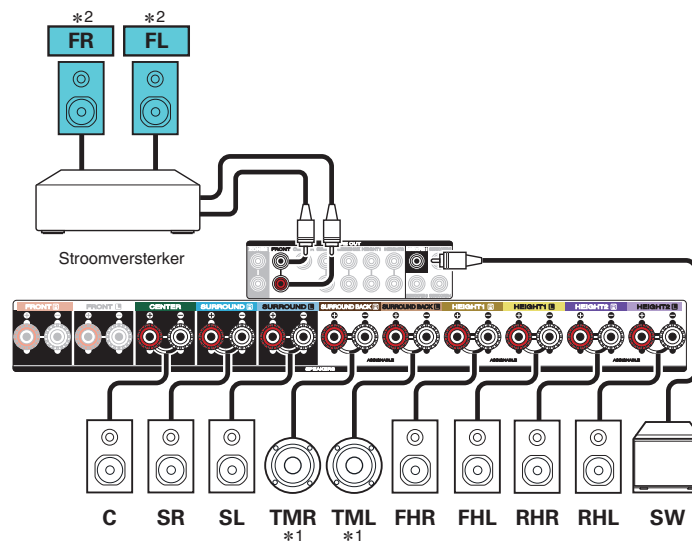 *2 *2
FR FL
Stroomversterker
FRONT
FRONT R FRONT L CENTER SURROUND R SURROUND L SURROUND BACK R SURROUND BACK L HEIGHT1 R HEIGHT1 L HEIGHT2 R HEIGHT2 L
ASSIGNABLE ASSIGNABLE
SPEAKERS
C SR SL TMR TML FHR FHL RHR RHL SW
*1 *1